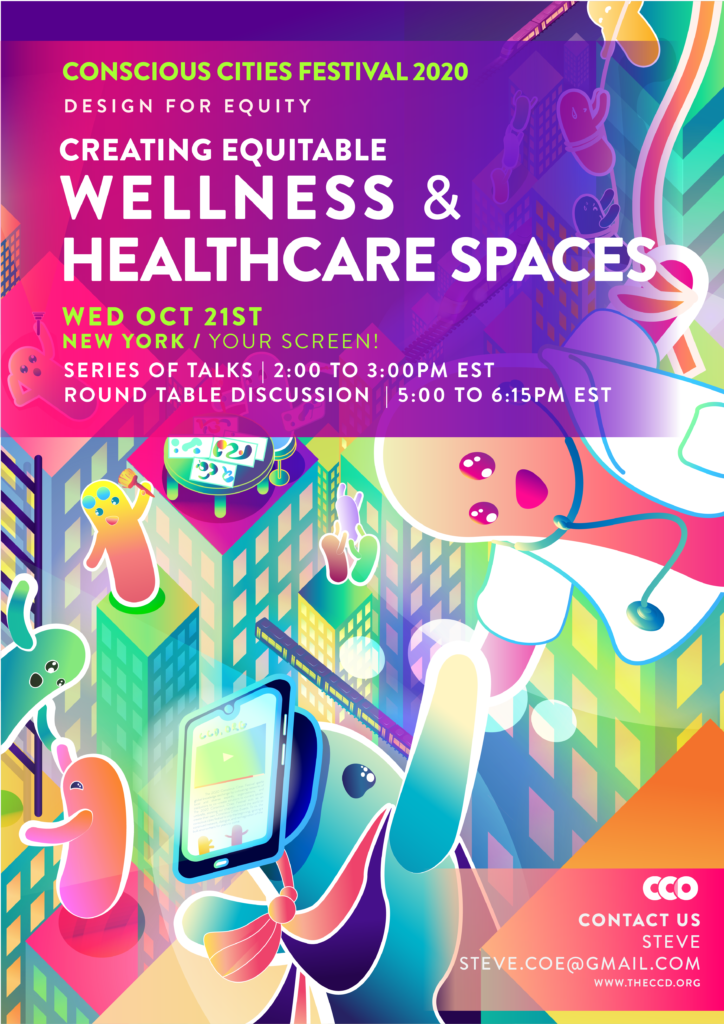 CONSCIOUS CITIES FESTIVAL 2020
DESIGN FOR EQUITY
CREATING EQUITABLE
WELLNESS &
HEALTHCARE SPACES
WED OCT 21ST
NEW YORK / YOUR SCREEN!
SERIES OF TALKS | 2:00 TO 3:00PM EST
ROUND TABLE DISCUSSION | 5:00 TO 6:15PM EST
CCD
CONTACT US
STEVE
STEVE.COE@GMAIL.COM
WWW.THECCD.ORG